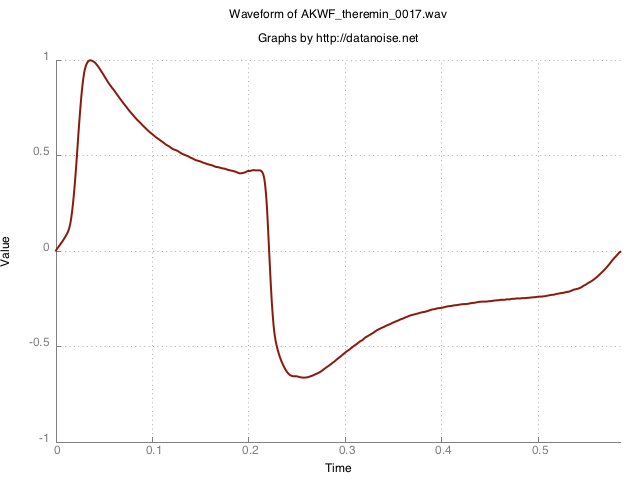 Waveform of AKWF_theremin_0017.wav
Graphs by http://datanoise.net
1
0.5
0
-0.5
-1
Value
0 0.1 0.2 0.3 0.4 0.5
Time